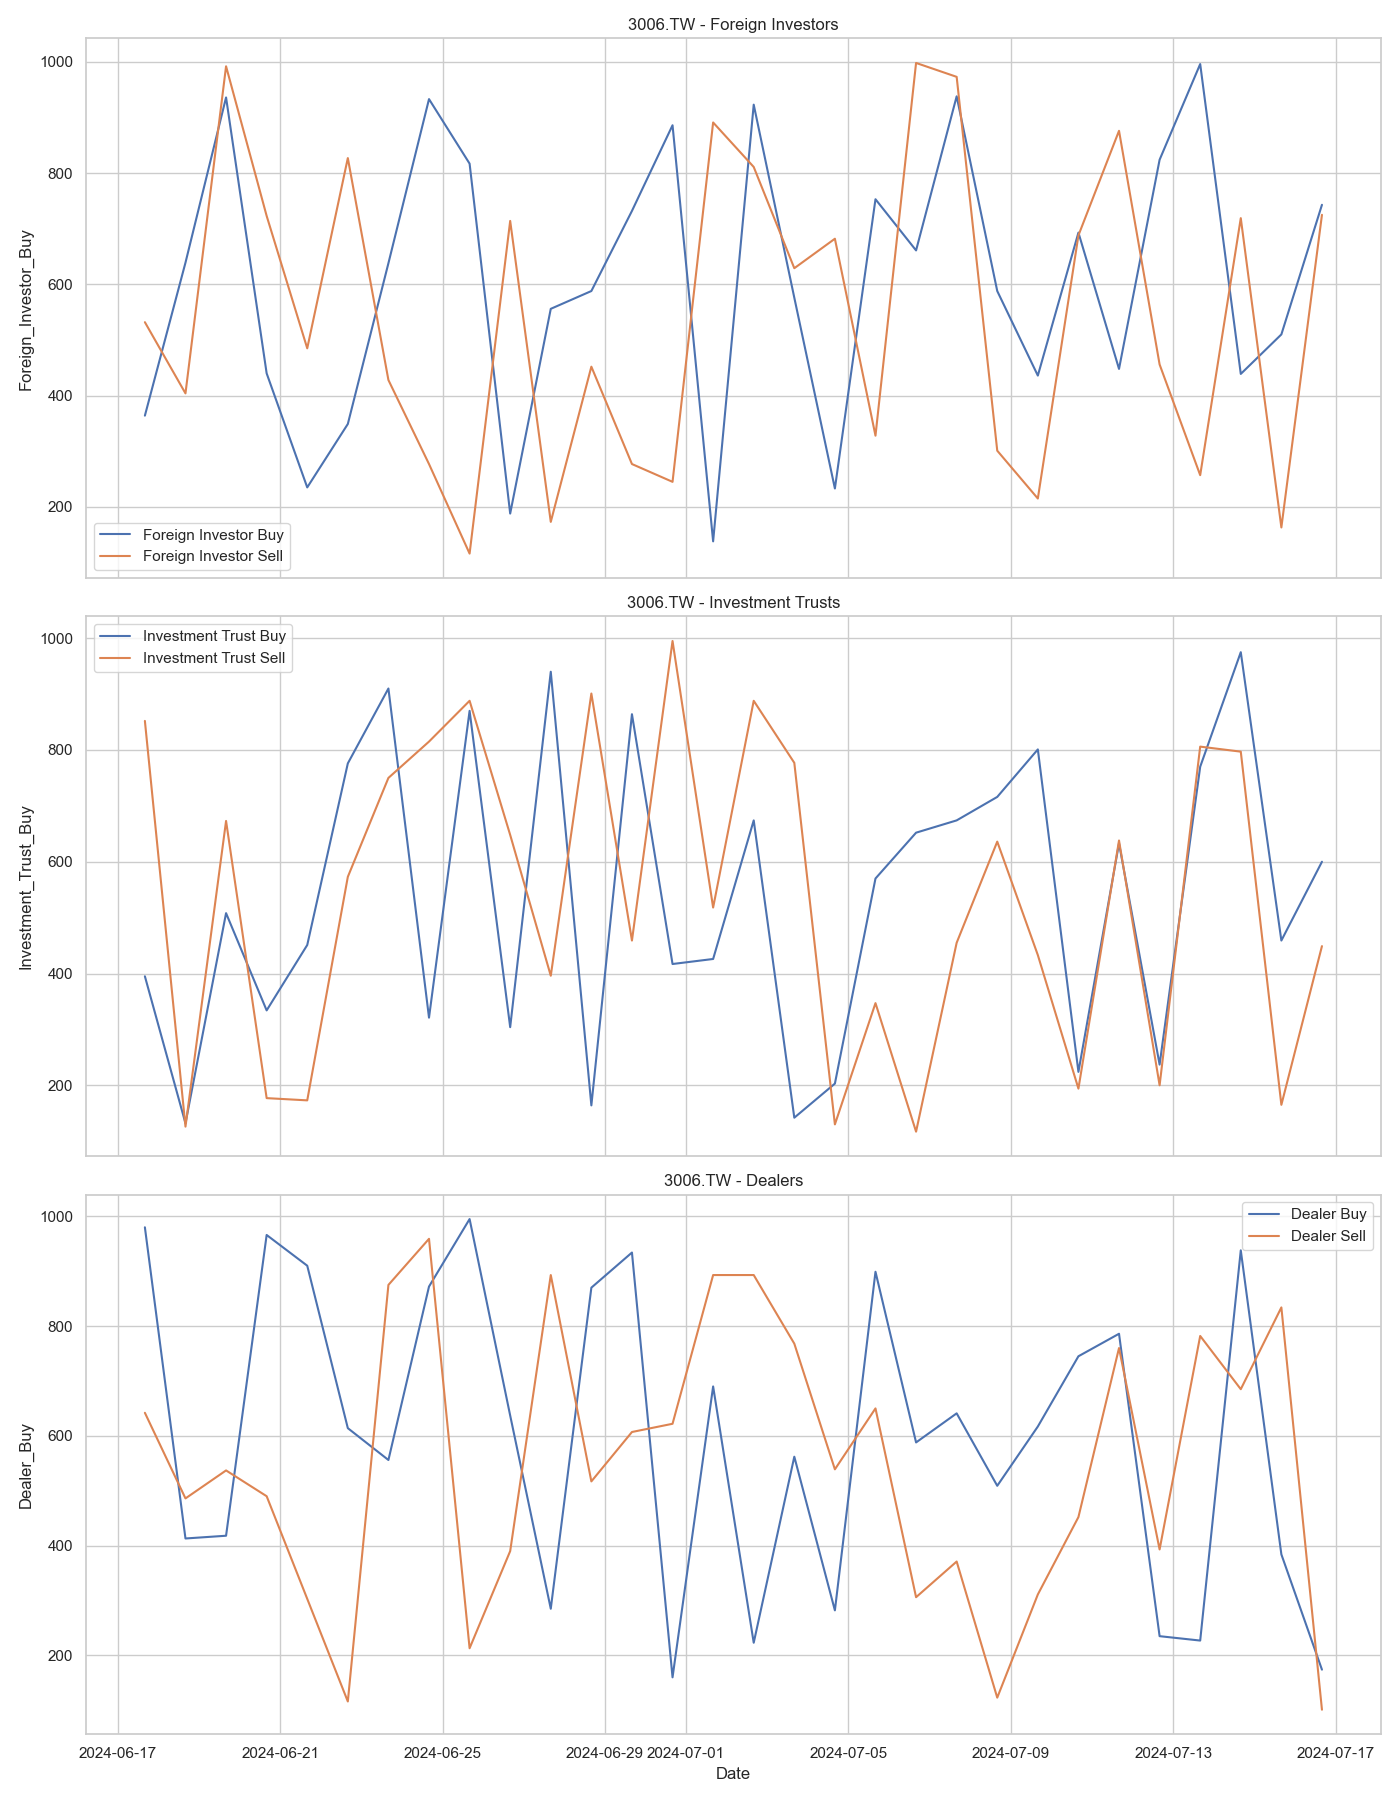 3006.TW - Foreign Investors
1000
800
600
400
200
Foreign_Investor_Buy
Foreign Investor Buy
Foreign Investor Sell
3006.TW - Investment Trusts
1000
800
600
400
200
Investment_Trust_Buy
Investment Trust Buy
Investment Trust Sell
3006.TW - Dealers
1000
800
600
400
200
Dealer_Buy
Dealer Buy
Dealer Sell
2024-06-17 2024-06-21 2024-06-25 2024-06-29 2024-07-01 2024-07-05 2024-07-09 2024-07-13 2024-07-17
Date